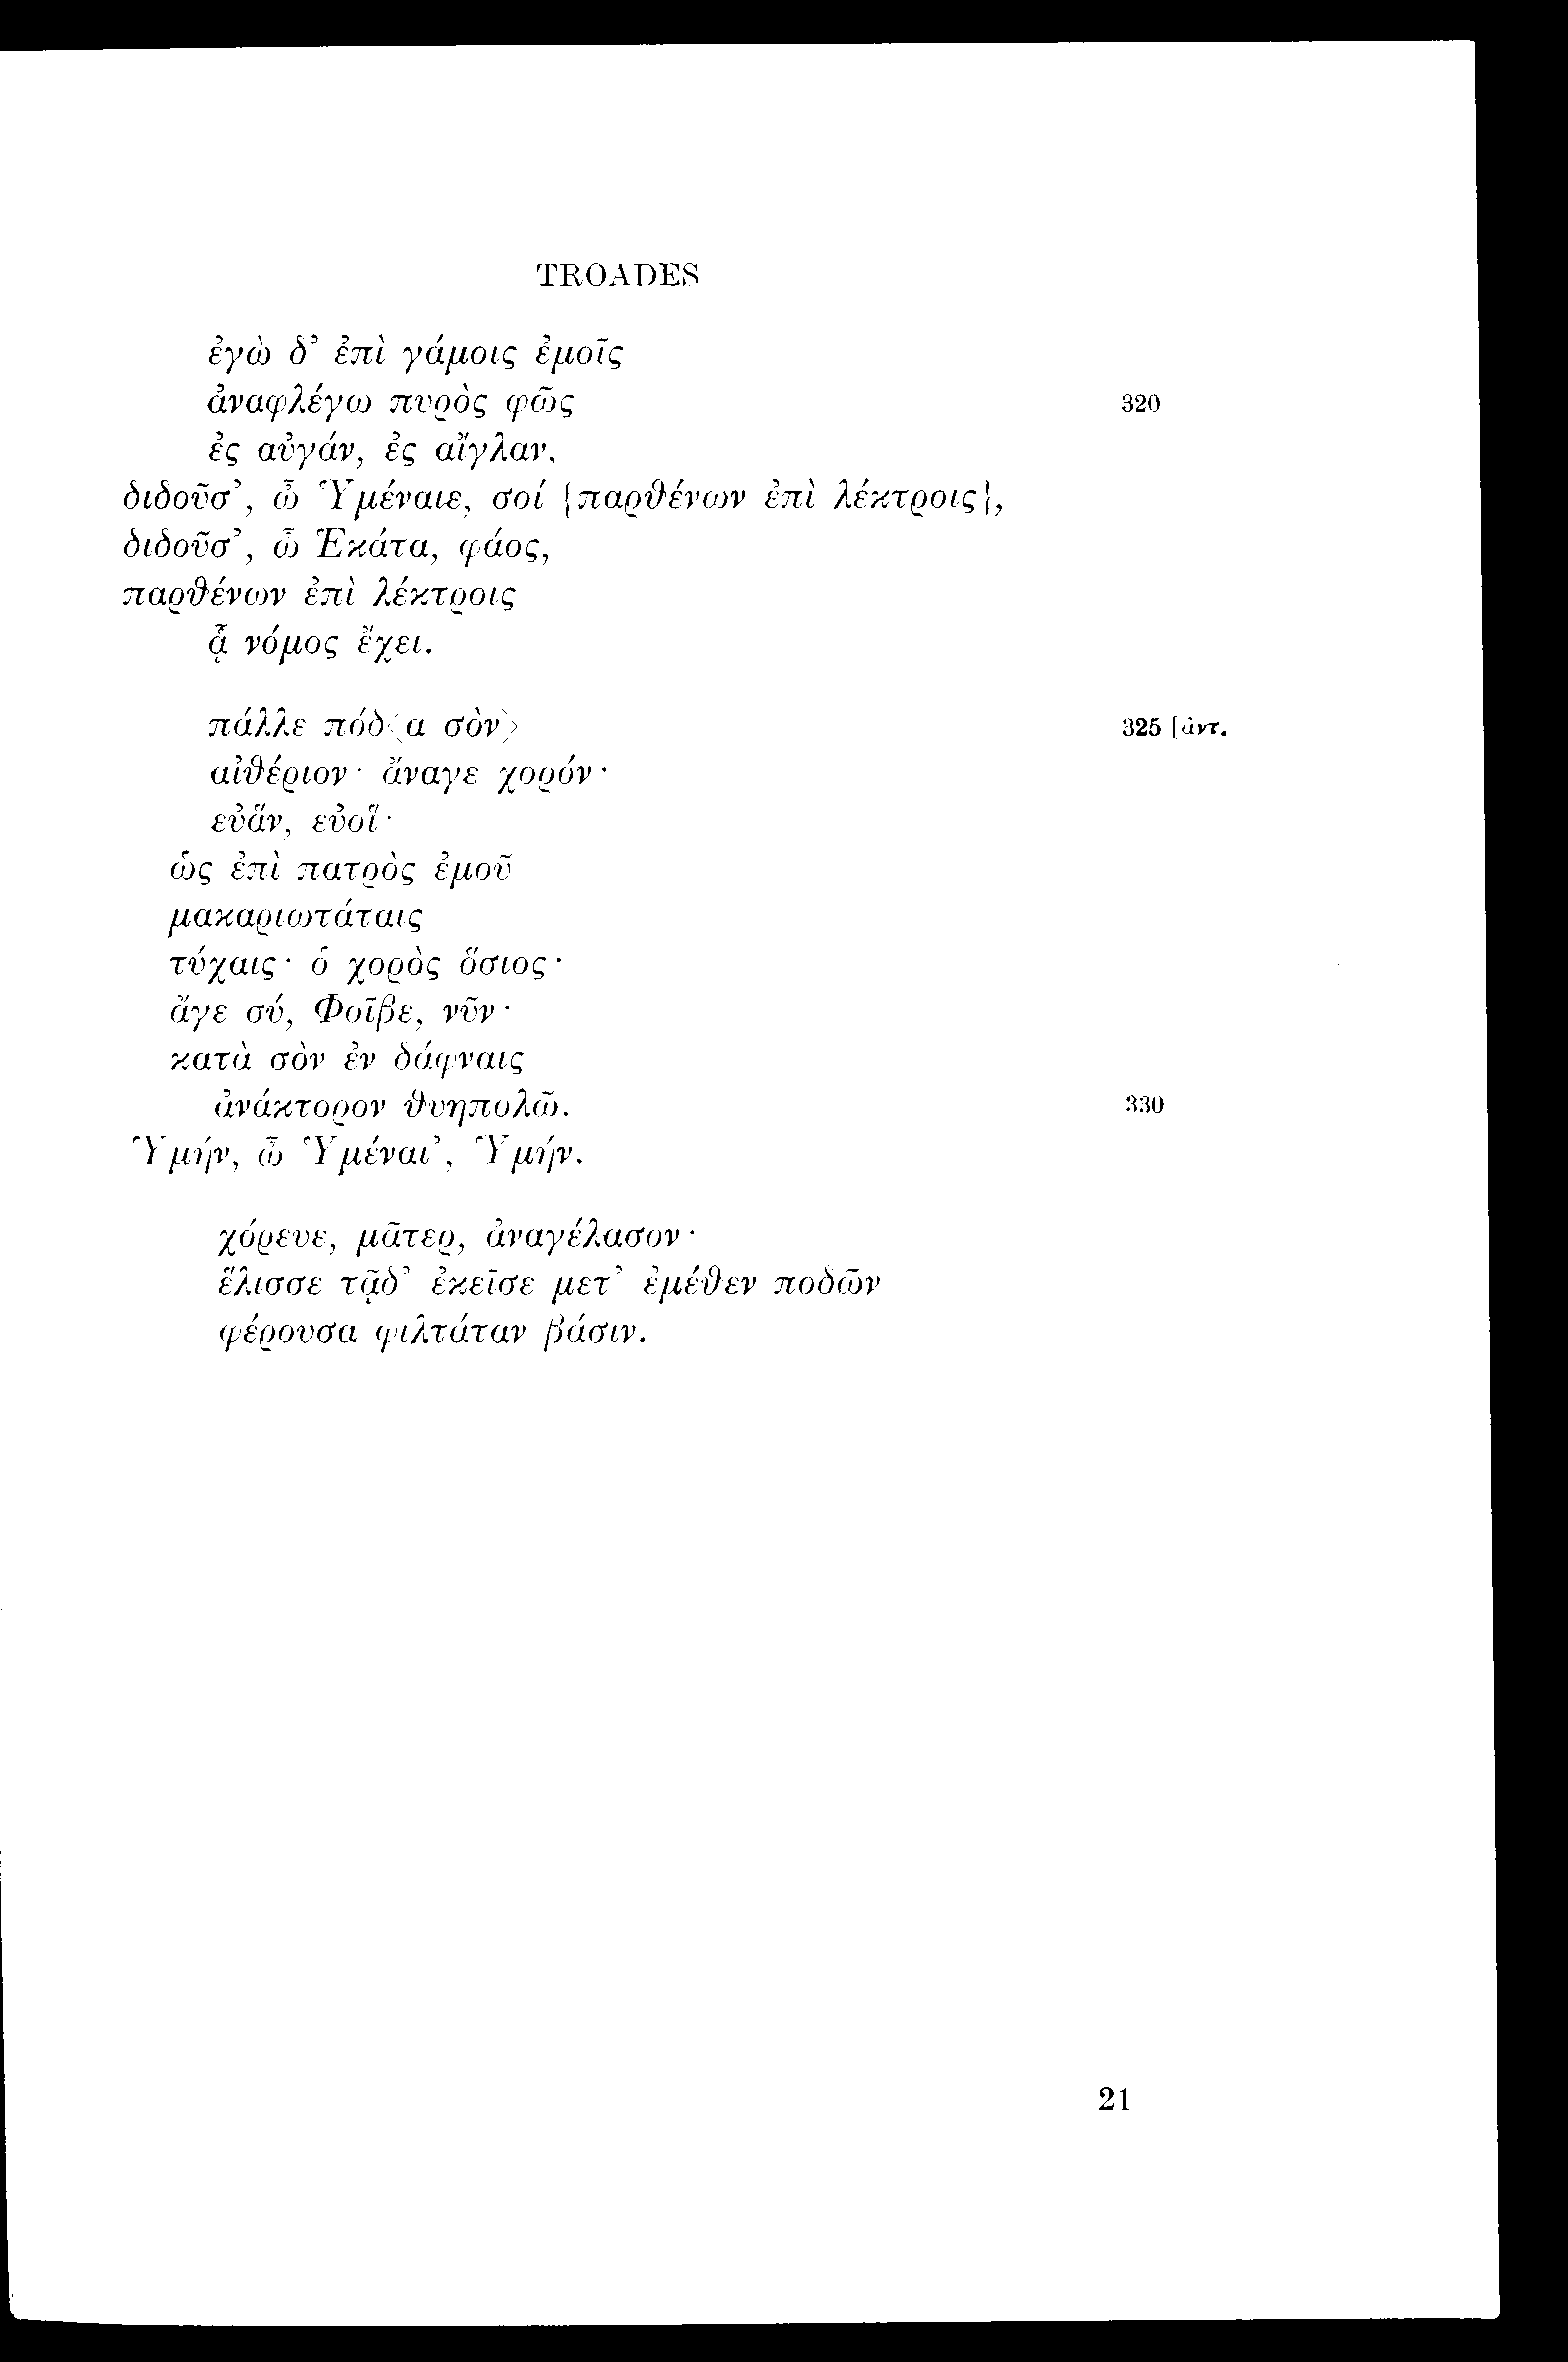 TROADES
ἐγὼ δ’ ἐπὶ γάμοις ἐμοῖς
ἀναφλέγω πυρὸς φῶς 320
ἐς αὐγάν, ἐς αἴγλαν,
διδοῦσ’, ὦ Ὑμέναιε, σοί {παρθένων ἐπὶ λέκτροις},
διδοῦσ’, ὦ Ἑκάτα, φάος,
παρθένων ἐπὶ λέκτροις
ᾇ νόμος ἔχει.
πάλλε πόδ〈α σὸν〉 325 [ἀντ.
αἰθέριον· ἄναγε χορόν·
εὐἅν, εὐοἵ·
ὡς ἐπὶ πατρὸς ἐμοῦ
μακαριωτάταις
τύχαις· ὁ χορὸς ὅσιος·
ἄγε σύ, Φοῖβε, νῦν·
κατὰ σὸν ἐν δάφναις
ἀνάκτορον θυηπολῶ. 330
Ὑμήν, ὦ Ὑμέναι’, Ὑμήν.
χόρευε, μᾶτερ, ἀναγέλασον·
ἕλισσε τᾷδ’ ἐκεῖσε μετ’ ἐμέθεν ποδῶν
φέρουσα φιλτάταν βάσιν.
21